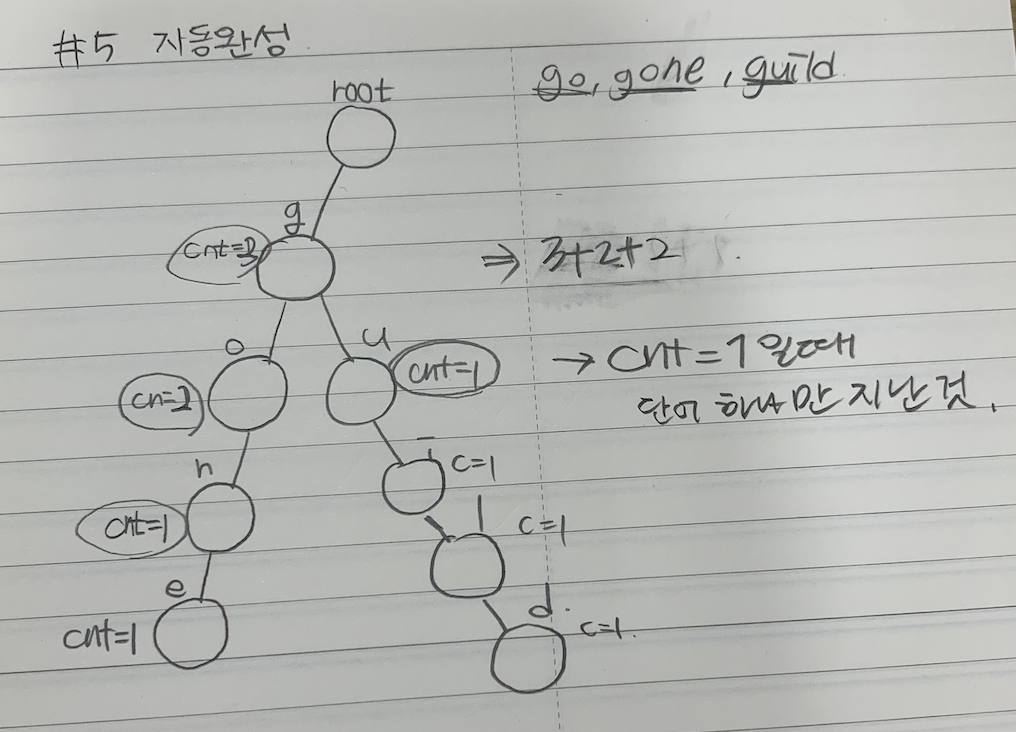 #5 자동완성
go, gone, guild
root
g
cnt=3
⇒ 3+2+2
o
u
cn=2
cnt=1
→ cnt=1 일때
단어 하나만 지난것.
n
i
c=1
cnt=1
l
c=1
e
cnt=1
d.
c=1.